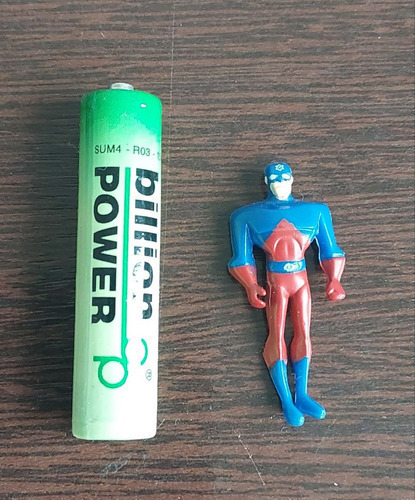 SUM4 - R03 -
billion
POWER
®